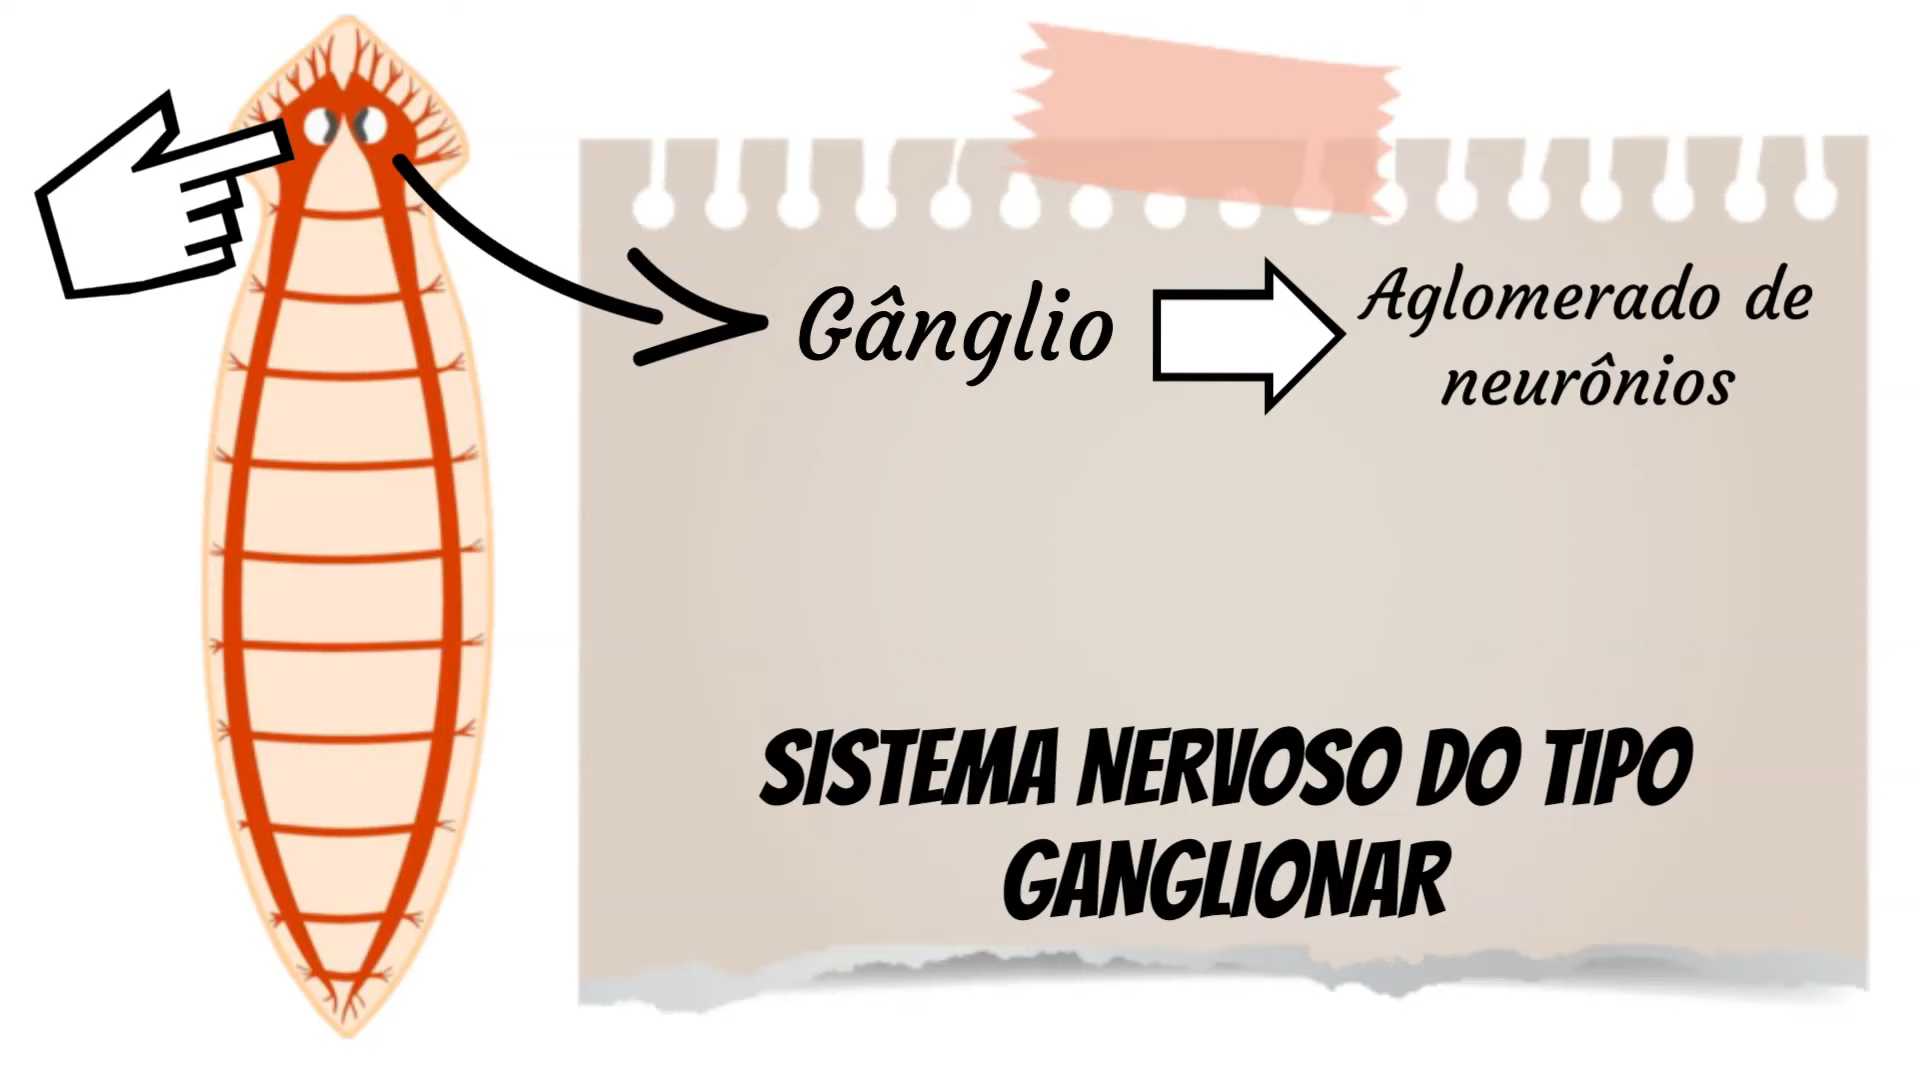 Gânglio
Aglomerado de
neurônios
SISTEMA NERVOSO DO TIPO
GANGLIONAR